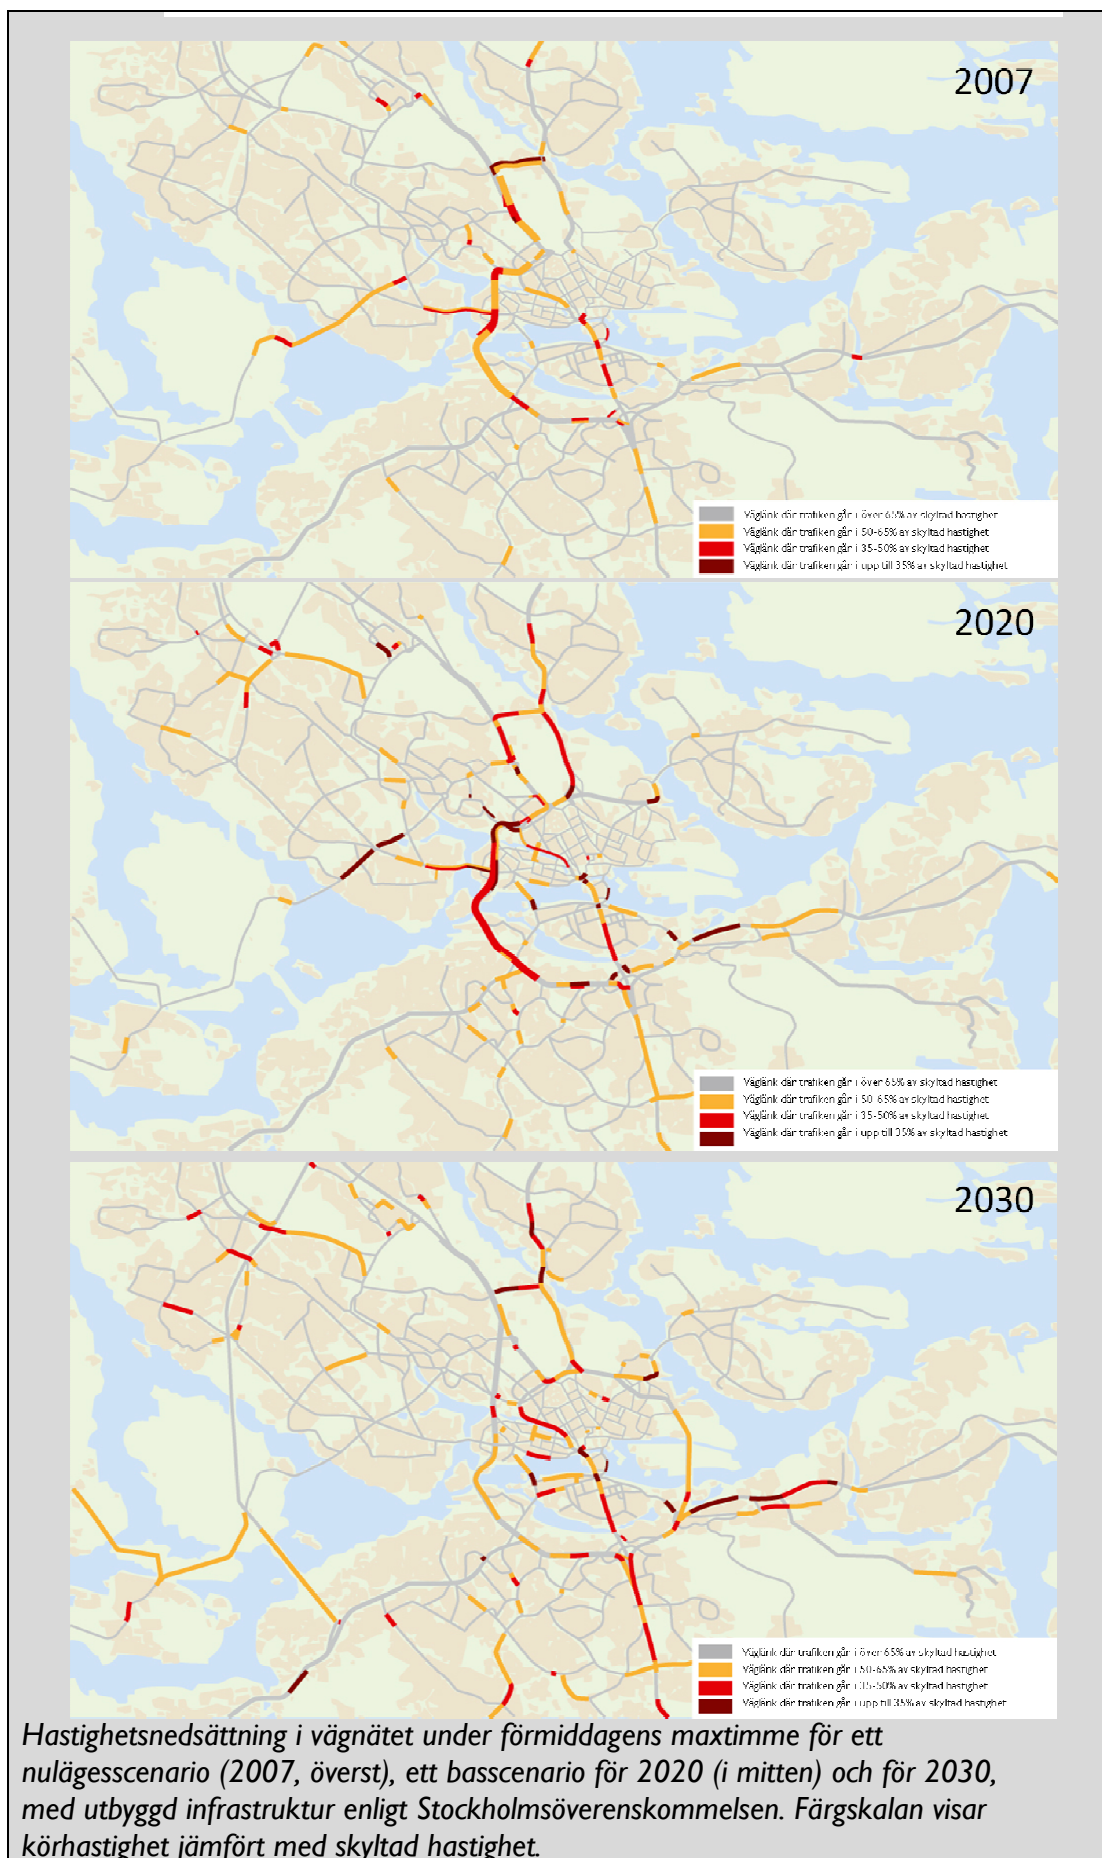 2007
Väglänk där trafiken går i över 65% av skyltad hastighet
Väglänk där trafiken går i 50-65% av skyltad hastighet
Väglänk där trafiken går i 35-50% av skyltad hastighet
Väglänk där trafiken går i upp till 35% av skyltad hastighet
2020
Väglänk där trafiken går i över 65% av skyltad hastighet
Väglänk där trafiken går i 50-65% av skyltad hastighet
Väglänk där trafiken går i 35-50% av skyltad hastighet
Väglänk där trafiken går i upp till 35% av skyltad hastighet
2030
Väglänk där trafiken går i över 65% av skyltad hastighet
Väglänk där trafiken går i 50-65% av skyltad hastighet
Väglänk där trafiken går i 35-50% av skyltad hastighet
Väglänk där trafiken går i upp till 35% av skyltad hastighet
Hastighetsnedsättning i vägnätet under förmiddagens maxtimme för ett
nulägesscenario (2007, överst), ett basscenario för 2020 (i mitten) och för 2030,
med utbyggd infrastruktur enligt Stockholmsöverenskommelsen. Färgskalan visar
körhastighet jämfört med skyltad hastighet.